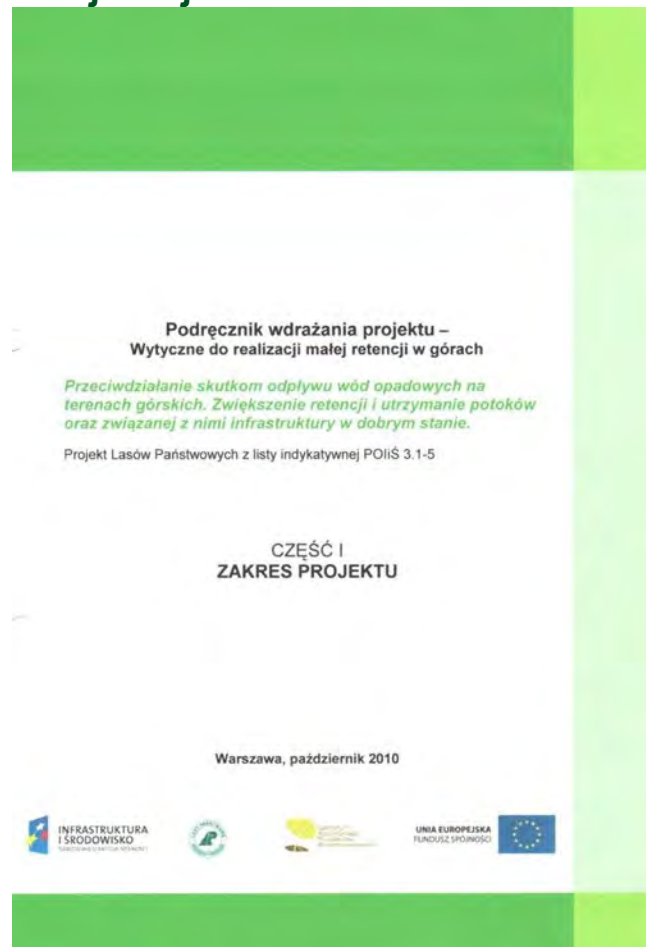 Podręcznik wdrażania projektu –
Wytyczne do realizacji małej retencji w górach
Przeciwdziałanie skutkom odpływu wód opadowych na
terenach górskich. Zwiększenie retencji i utrzymanie potoków
oraz związanej z nimi infrastruktury w dobrym stanie.
Projekt Lasów Państwowych z listy indykatywnej POIiŚ 3.1-5
CZĘŚĆ I
ZAKRES PROJEKTU
Warszawa, październik 2010
INFRASTRUKTURA
I ŚRODOWISKO
UNIA EUROPEJSKA
FUNDUSZ SPÓJNOŚCI